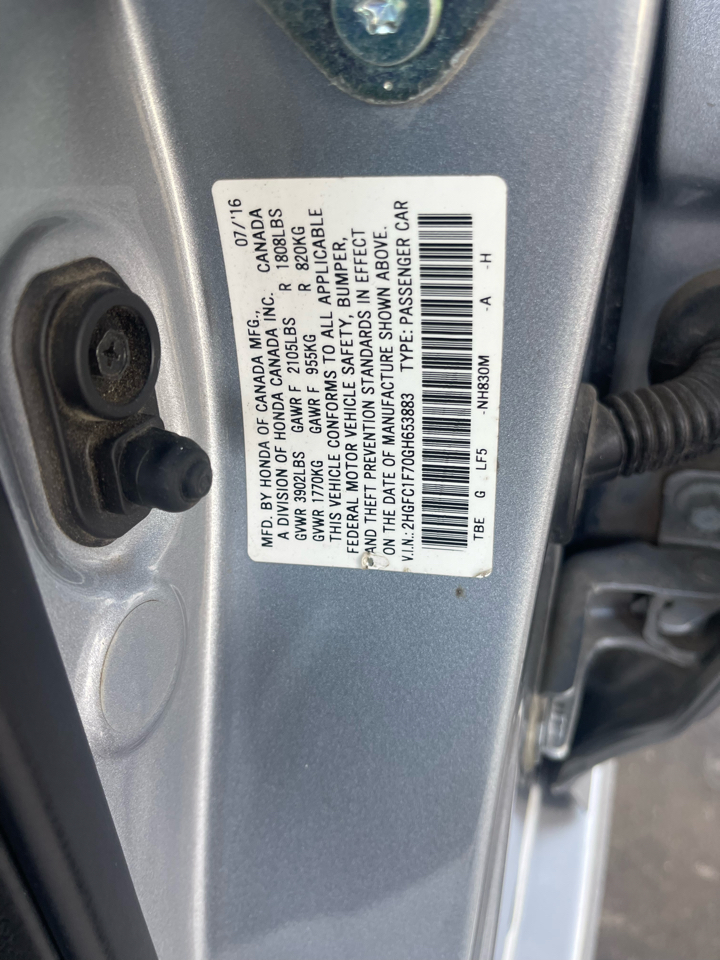 07/'16
MFD. BY HONDA OF CANADA MFG.,
A DIVISION OF HONDA CANADA INC. CANADA
GVWR 3902LBS GAWR F 2105LBS R 1808LBS
GVWR 1770KG GAWR F 955KG R 820KG
THIS VEHICLE CONFORMS TO ALL APPLICABLE
FEDERAL MOTOR VEHICLE SAFETY, BUMPER,
AND THEFT PREVENTION STANDARDS IN EFFECT
ON THE DATE OF MANUFACTURE SHOWN ABOVE.
V.I.N.: 2HGFC1F70GH653883 TYPE: PASSENGER CAR
TBE G LF5 -NH830M -A -H